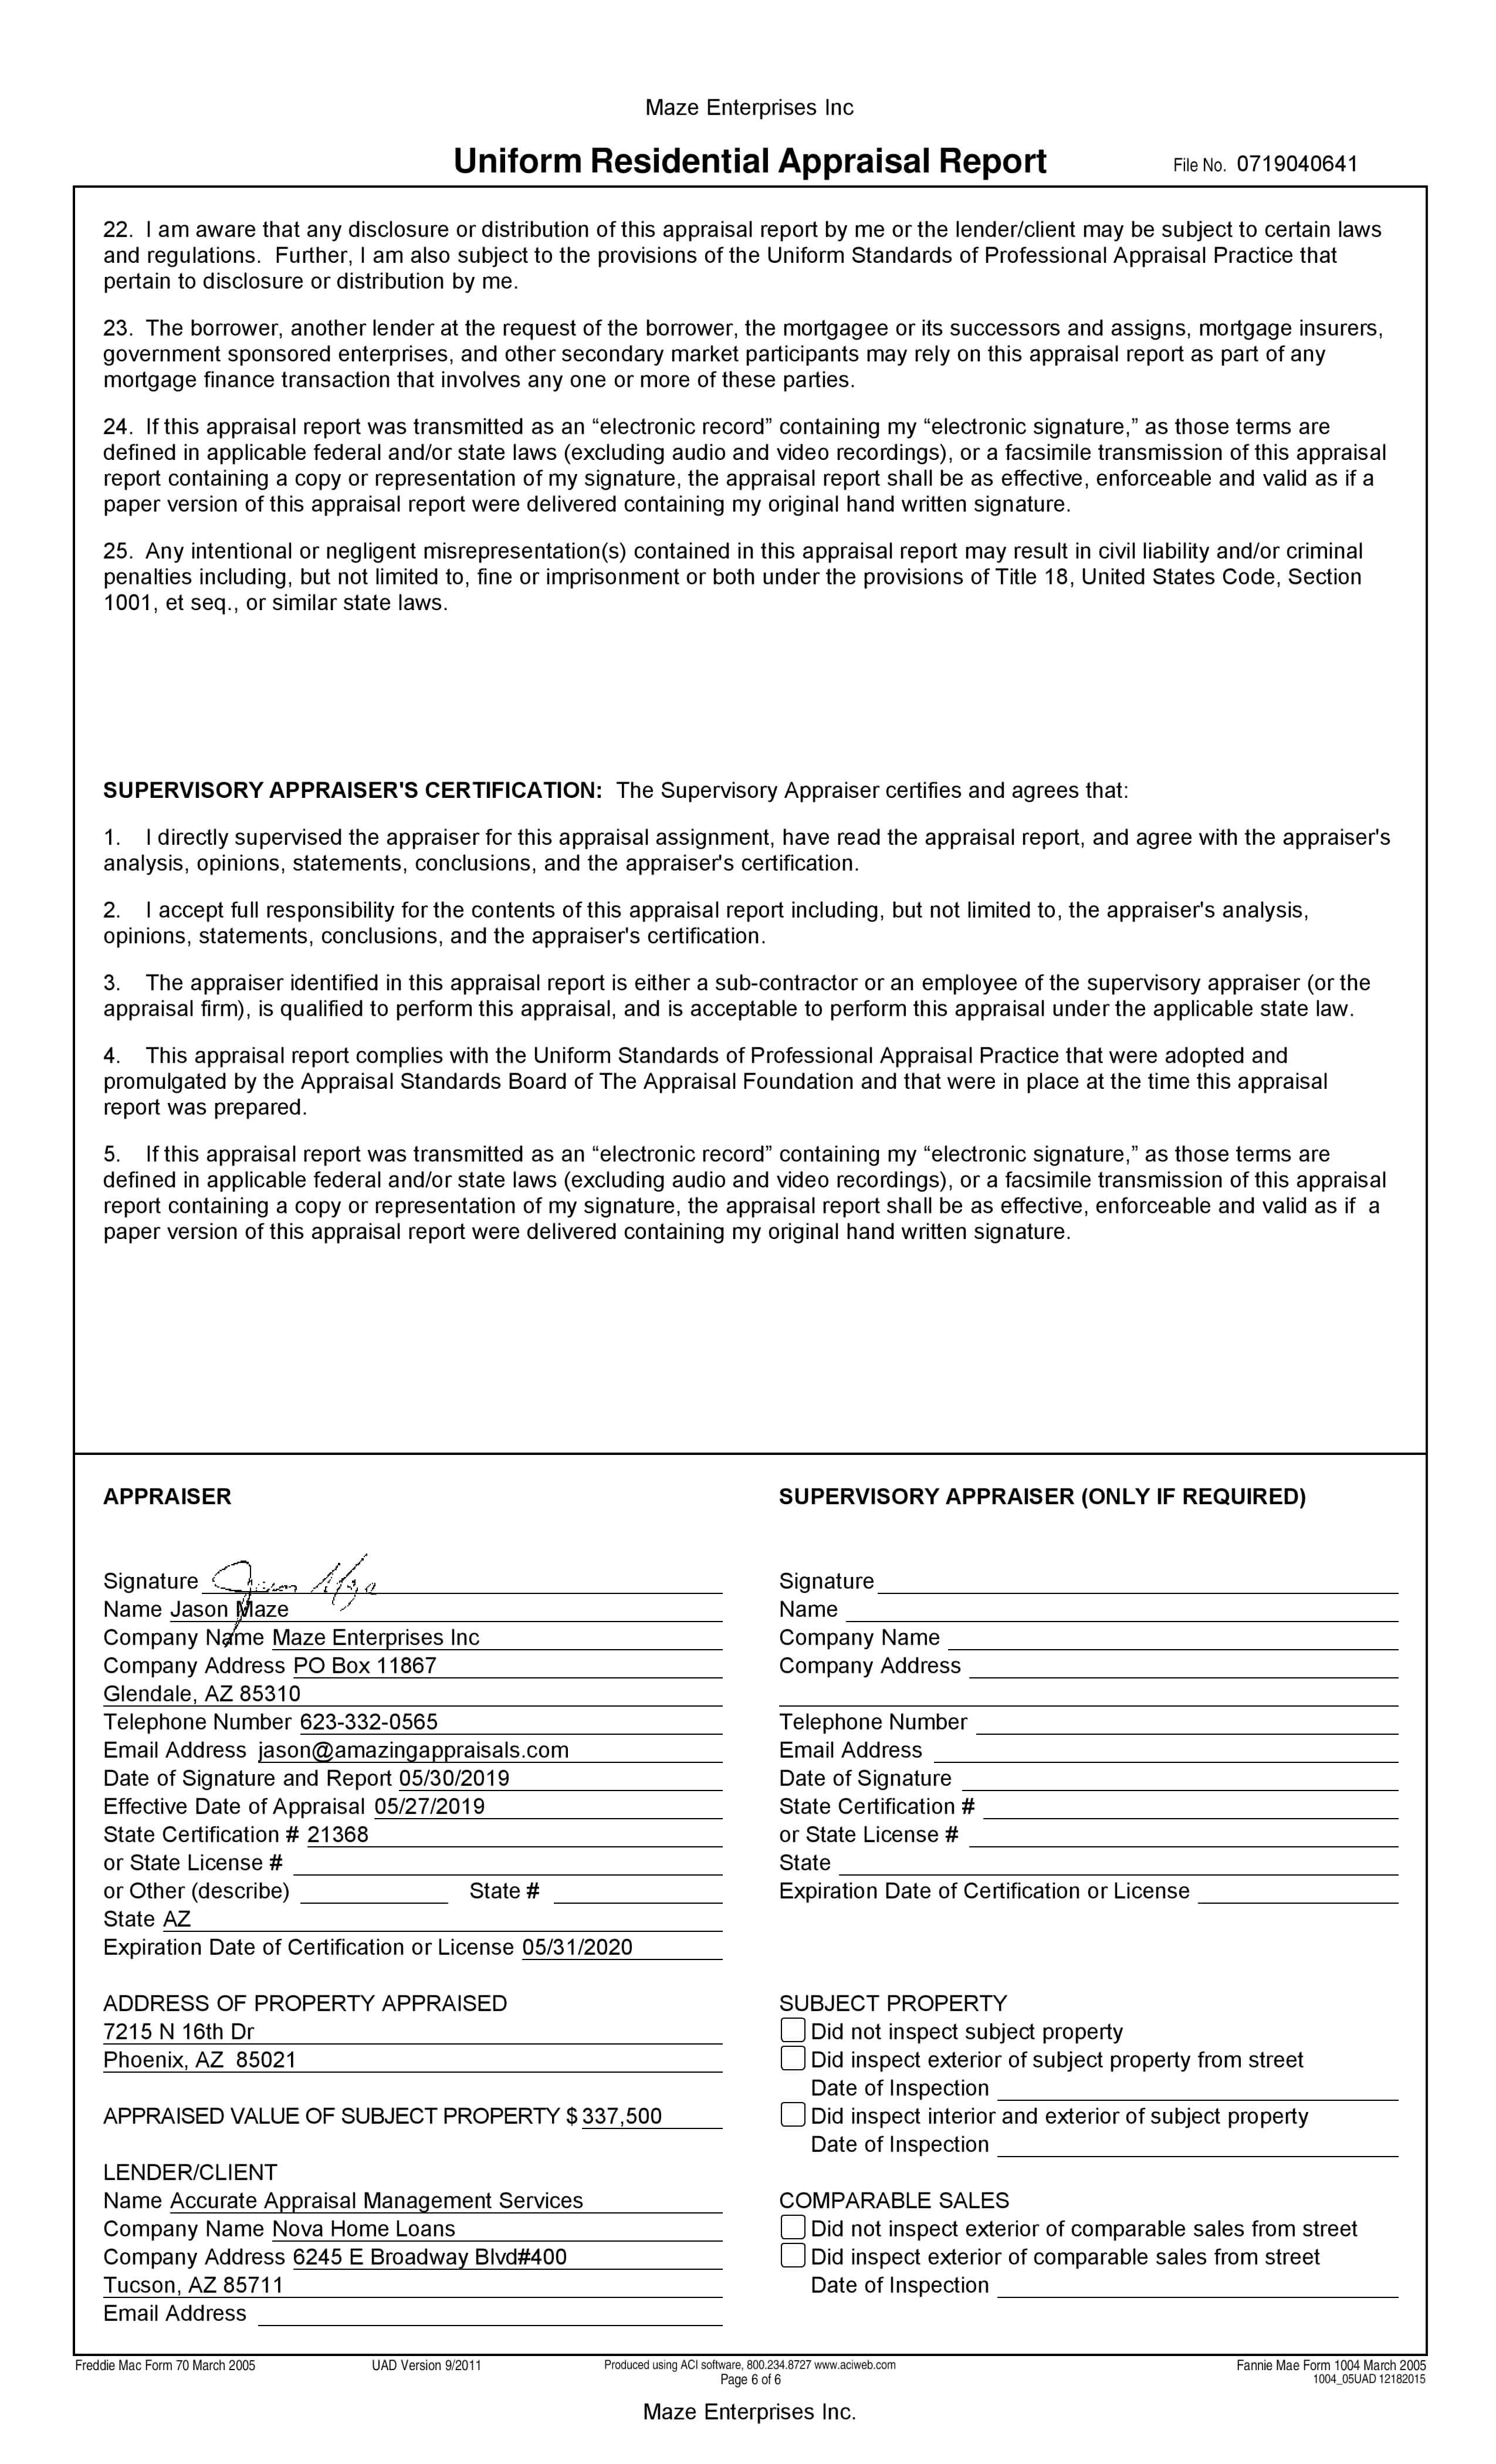 Maze Enterprises Inc
Uniform Residential Appraisal Report File No. 0719040641
22. I am aware that any disclosure or distribution of this appraisal report by me or the lender/client may be subject to certain laws
and regulations. Further, I am also subject to the provisions of the Uniform Standards of Professional Appraisal Practice that
pertain to disclosure or distribution by me.
23. The borrower, another lender at the request of the borrower, the mortgagee or its successors and assigns, mortgage insurers,
government sponsored enterprises, and other secondary market participants may rely on this appraisal report as part of any
mortgage finance transaction that involves any one or more of these parties.
24. If this appraisal report was transmitted as an “electronic record” containing my “electronic signature,” as those terms are
defined in applicable federal and/or state laws (excluding audio and video recordings), or a facsimile transmission of this appraisal
report containing a copy or representation of my signature, the appraisal report shall be as effective, enforceable and valid as if a
paper version of this appraisal report were delivered containing my original hand written signature.
25. Any intentional or negligent misrepresentation(s) contained in this appraisal report may result in civil liability and/or criminal
penalties including, but not limited to, fine or imprisonment or both under the provisions of Title 18, United States Code, Section
1001, et seq., or similar state laws.
SUPERVISORY APPRAISER'S CERTIFICATION: The Supervisory Appraiser certifies and agrees that:
1. I directly supervised the appraiser for this appraisal assignment, have read the appraisal report, and agree with the appraiser's
analysis, opinions, statements, conclusions, and the appraiser's certification.
2. I accept full responsibility for the contents of this appraisal report including, but not limited to, the appraiser's analysis,
opinions, statements, conclusions, and the appraiser's certification.
3. The appraiser identified in this appraisal report is either a sub-contractor or an employee of the supervisory appraiser (or the
appraisal firm), is qualified to perform this appraisal, and is acceptable to perform this appraisal under the applicable state law.
4. This appraisal report complies with the Uniform Standards of Professional Appraisal Practice that were adopted and
promulgated by the Appraisal Standards Board of The Appraisal Foundation and that were in place at the time this appraisal
report was prepared.
5. If this appraisal report was transmitted as an “electronic record” containing my “electronic signature,” as those terms are
defined in applicable federal and/or state laws (excluding audio and video recordings), or a facsimile transmission of this appraisal
report containing a copy or representation of my signature, the appraisal report shall be as effective, enforceable and valid as if a
paper version of this appraisal report were delivered containing my original hand written signature.
APPRAISER
Signature Jason Maze
Name Jason Maze
Company Name Maze Enterprises Inc
Company Address PO Box 11867
Glendale, AZ 85310
Telephone Number 623-332-0565
Email Address jason@amazingappraisals.com
Date of Signature and Report 05/30/2019
Effective Date of Appraisal 05/27/2019
State Certification # 21368
or State License #
or Other (describe) State #
State AZ
Expiration Date of Certification or License 05/31/2020
ADDRESS OF PROPERTY APPRAISED
7215 N 16th Dr
Phoenix, AZ 85021
APPRAISED VALUE OF SUBJECT PROPERTY $ 337,500
LENDER/CLIENT
Name Accurate Appraisal Management Services
Company Name Nova Home Loans
Company Address 6245 E Broadway Blvd#400
Tucson, AZ 85711
Email Address
SUPERVISORY APPRAISER (ONLY IF REQUIRED)
Signature
Name
Company Name
Company Address
Telephone Number
Email Address
Date of Signature
State Certification #
or State License #
State
Expiration Date of Certification or License
SUBJECT PROPERTY
Did not inspect subject property
Did inspect exterior of subject property from street
Date of Inspection
Did inspect interior and exterior of subject property
Date of Inspection
COMPARABLE SALES
Did not inspect exterior of comparable sales from street
Did inspect exterior of comparable sales from street
Date of Inspection
Freddie Mac Form 70 March 2005 UAD Version 9/2011 Produced using ACI software, 800.234.8727 www.aciweb.com Fannie Mae Form 1004 March 2005
Page 6 of 6 1004_05UAD 12182015
Maze Enterprises Inc.